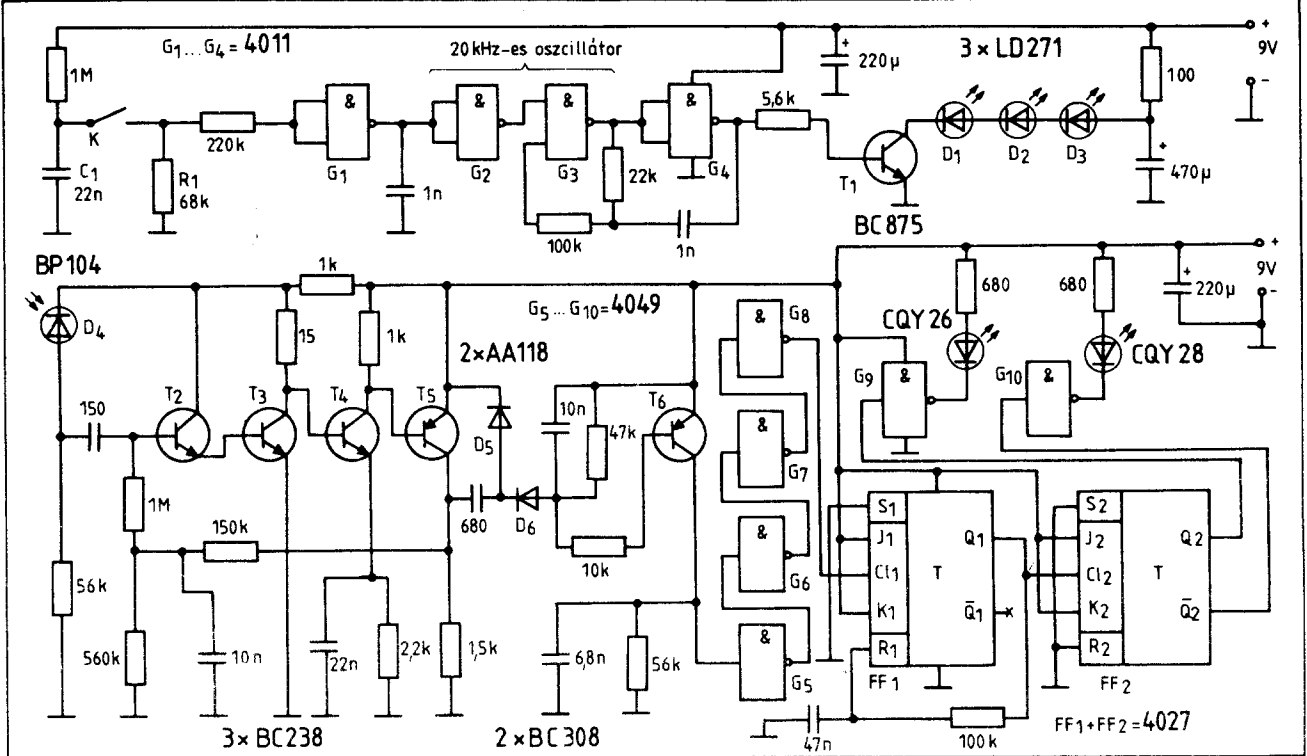 G1...G4 = 4011
20 kHz-es oszcillátor
3×LD271
+
9V
-
1M
K
C1
22n
R1
68k
220k
&
G1
1n
&
G2
&
G3
22k
100k
1n
&
G4
5,6k
T1
BC875
+
220µ
D1
D2
D3
100
+
470µ
BP104
D4
1k
15
1k
G5...G10=4049
2×AA118
150
T2
T3
T4
T5
D5
680
D6
10n
47k
T6
10k
1M
150k
56k
560k
10n
22n
2,2k
1,5k
6,8n
56k
3×BC238
2×BC308
&
G8
&
G7
&
G6
&
G5
CQY26
680
G9
&
CQY28
680
G10
&
+
220µ
+
9V
-
S1
J1
Cl1
K1
R1
T
Q1
Q̅1
x
FF1
S2
J2
Cl2
K2
R2
T
Q2
Q̅2
FF2
47n
100k
FF1+FF2=4027